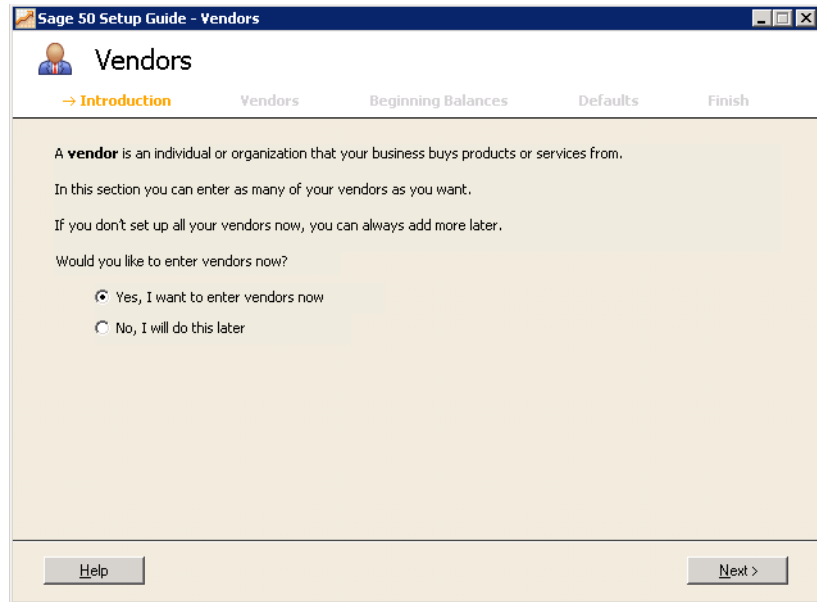 Sage 50 Setup Guide - Vendors
Vendors
→ Introduction Vendors Beginning Balances Defaults Finish
A vendor is an individual or organization that your business buys products or services from.
In this section you can enter as many of your vendors as you want.
If you don't set up all your vendors now, you can always add more later.
Would you like to enter vendors now?
Yes, I want to enter vendors now
No, I will do this later
Help Next >